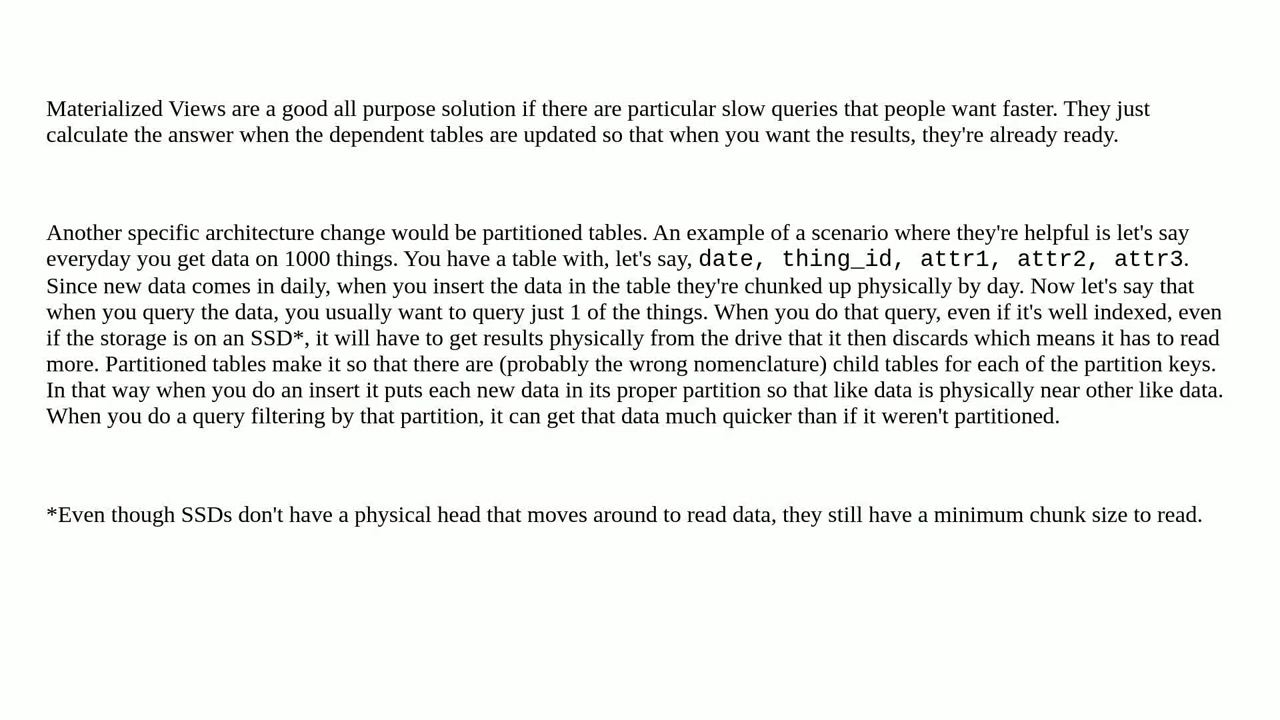 Materialized Views are a good all purpose solution if there are particular slow queries that people want faster. They just
calculate the answer when the dependent tables are updated so that when you want the results, they're already ready.
Another specific architecture change would be partitioned tables. An example of a scenario where they're helpful is let's say
everyday you get data on 1000 things. You have a table with, let's say, date, thing_id, attr1, attr2, attr3.
Since new data comes in daily, when you insert the data in the table they're chunked up physically by day. Now let's say that
when you query the data, you usually want to query just 1 of the things. When you do that query, even if it's well indexed, even
if the storage is on an SSD*, it will have to get results physically from the drive that it then discards which means it has to read
more. Partitioned tables make it so that there are (probably the wrong nomenclature) child tables for each of the partition keys.
In that way when you do an insert it puts each new data in its proper partition so that like data is physically near other like data.
When you do a query filtering by that partition, it can get that data much quicker than if it weren't partitioned.
*Even though SSDs don't have a physical head that moves around to read data, they still have a minimum chunk size to read.